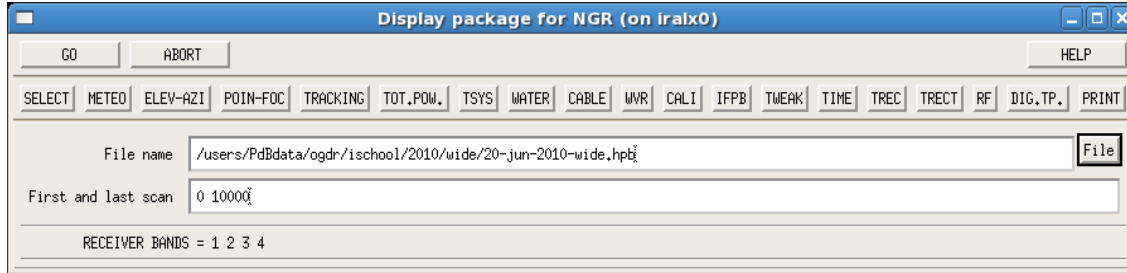 Display package for NGR (on iralx0)
GO ABORT HELP
SELECT METEO ELEV-AZI POIN-FOC TRACKING TOT.POW. TSYS WATER CABLE WVR CALI IFPB TWEAK TIME TREC TRECT RF DIG.TP. PRINT
File name /users/PdBdata/ogdr/ischool/2010/wide/20-jun-2010-wide.hpb File
First and last scan 0 10000
RECEIVER BANDS = 1 2 3 4